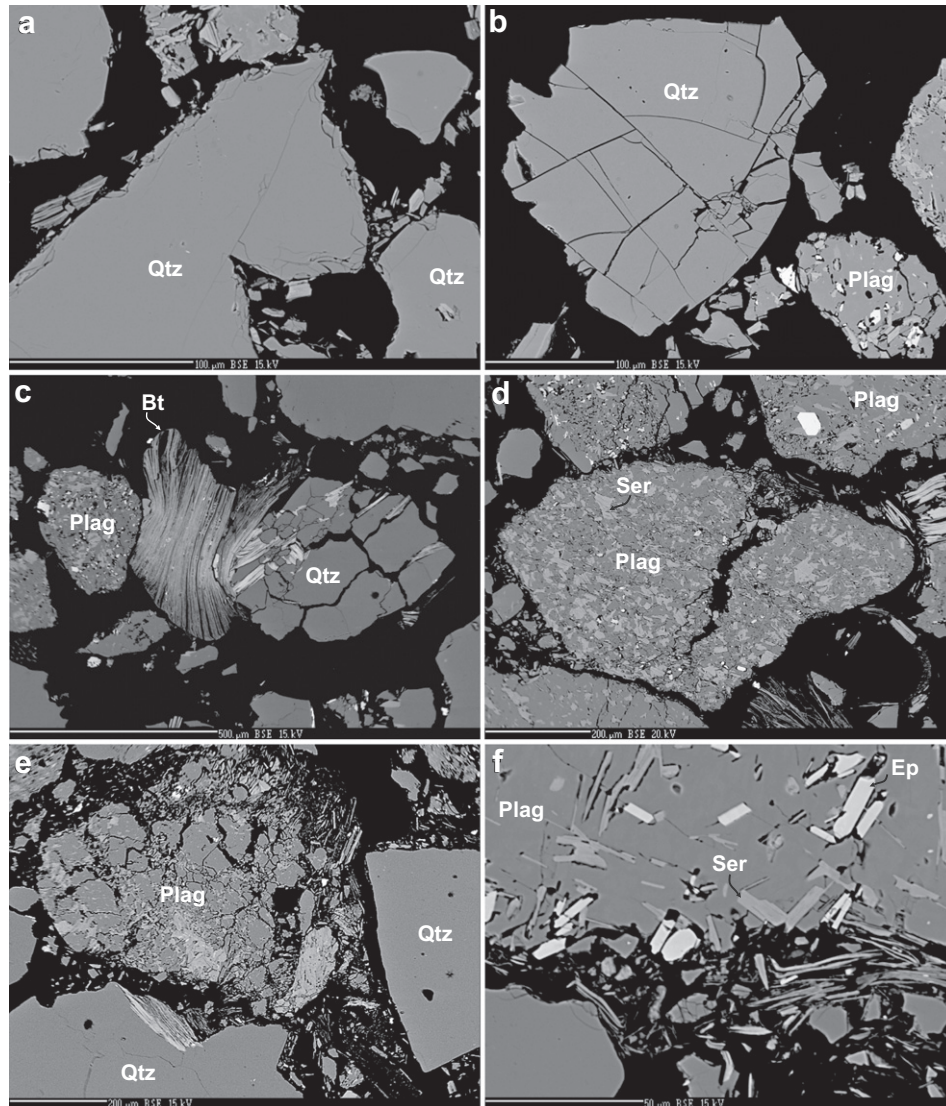 a
Qtz
Qtz
100. µm BSE 15. kV
b
Qtz
Plag
100. µm BSE 15. kV
c
Bt
Plag
Qtz
500. µm BSE 15. kV
d
Plag
Ser
Plag
200. µm BSE 20. kV
e
Plag
Qtz
Qtz
200. µm BSE 15. kV
f
Ep
Plag
Ser
50. µm BSE 15. kV